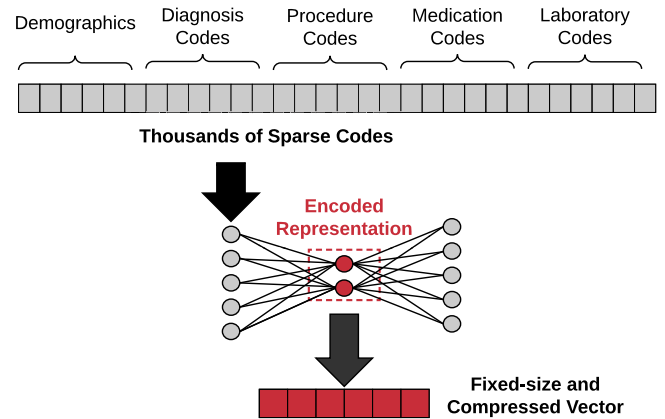 Demographics
Diagnosis
Codes
Procedure
Codes
Medication
Codes
Laboratory
Codes
Thousands of Sparse Codes
Encoded
Representation
Fixed-size and
Compressed Vector